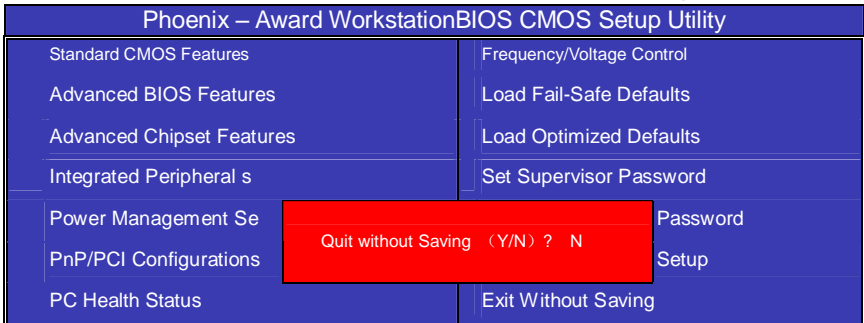 Phoenix – Award WorkstationBIOS CMOS Setup Utility
Standard CMOS Features
Frequency/Voltage Control
Advanced BIOS Features
Load Fail-Safe Defaults
Advanced Chipset Features
Load Optimized Defaults
Integrated Peripheral s
Set Supervisor Password
Power Management Se
Password
Quit without Saving （Y/N）? N
PnP/PCI Configurations
Setup
PC Health Status
Exit Without Saving